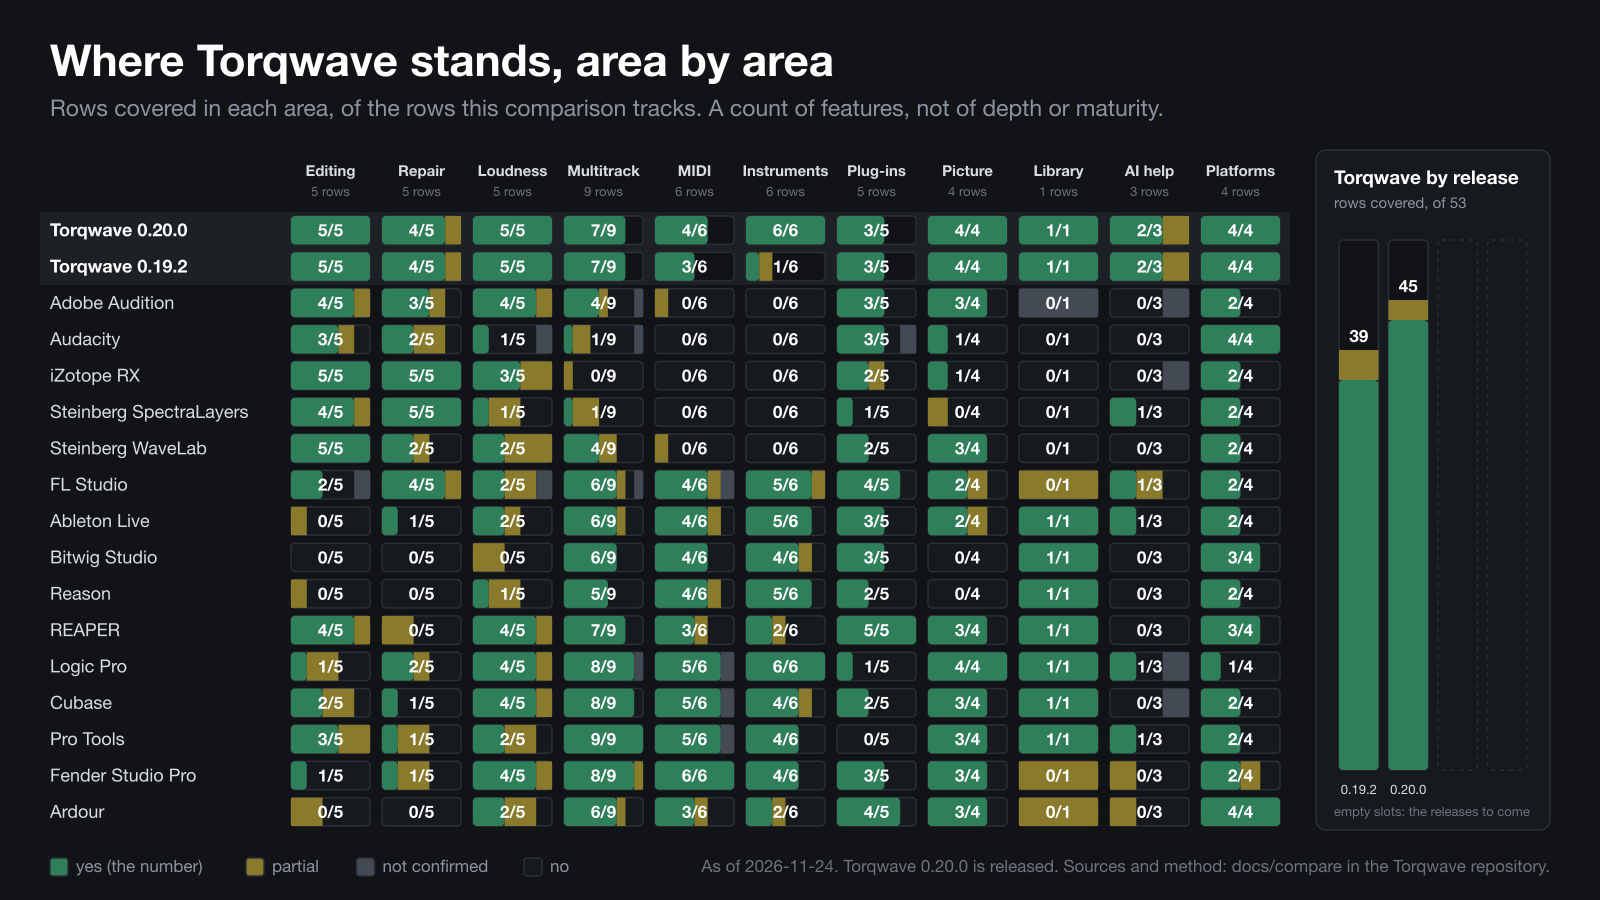 Where Torqwave stands, area by area
Rows covered in each area, of the rows this comparison tracks. A count of features, not of depth or maturity.
Editing Repair Loudness Multitrack MIDI Instruments Plug-ins Picture Library AI help Platforms
5 rows 5 rows 5 rows 9 rows 6 rows 6 rows 5 rows 4 rows 1 rows 3 rows 4 rows
Torqwave 0.20.0 5/5 4/5 5/5 7/9 4/6 6/6 3/5 4/4 1/1 2/3 4/4
Torqwave 0.19.2 5/5 4/5 5/5 7/9 3/6 1/6 3/5 4/4 1/1 2/3 4/4
Adobe Audition 4/5 3/5 4/5 4/9 0/6 0/6 3/5 3/4 0/1 0/3 2/4
Audacity 3/5 2/5 1/5 1/9 0/6 0/6 3/5 1/4 0/1 0/3 4/4
iZotope RX 5/5 5/5 3/5 0/9 0/6 0/6 2/5 1/4 0/1 0/3 2/4
Steinberg SpectraLayers 4/5 5/5 1/5 1/9 0/6 0/6 1/5 0/4 0/1 1/3 2/4
Steinberg WaveLab 5/5 2/5 2/5 4/9 0/6 0/6 2/5 3/4 0/1 0/3 2/4
FL Studio 2/5 4/5 2/5 6/9 4/6 5/6 4/5 2/4 0/1 1/3 2/4
Ableton Live 0/5 1/5 2/5 6/9 4/6 5/6 3/5 2/4 1/1 1/3 2/4
Bitwig Studio 0/5 0/5 0/5 6/9 4/6 4/6 3/5 0/4 1/1 0/3 3/4
Reason 0/5 0/5 1/5 5/9 4/6 5/6 2/5 0/4 1/1 0/3 2/4
REAPER 4/5 0/5 4/5 7/9 3/6 2/6 5/5 3/4 1/1 0/3 3/4
Logic Pro 1/5 2/5 4/5 8/9 5/6 6/6 1/5 4/4 1/1 1/3 1/4
Cubase 2/5 1/5 4/5 8/9 5/6 4/6 2/5 3/4 1/1 0/3 2/4
Pro Tools 3/5 1/5 2/5 9/9 5/6 4/6 0/5 3/4 1/1 1/3 2/4
Fender Studio Pro 1/5 1/5 4/5 8/9 6/6 4/6 3/5 3/4 0/1 0/3 2/4
Ardour 0/5 0/5 2/5 6/9 3/6 2/6 4/5 3/4 0/1 0/3 4/4
Torqwave by release
rows covered, of 53
45
39
0.19.2 0.20.0
empty slots: the releases to come
yes (the number) partial not confirmed no
As of 2026-11-24. Torqwave 0.20.0 is released. Sources and method: docs/compare in the Torqwave repository.